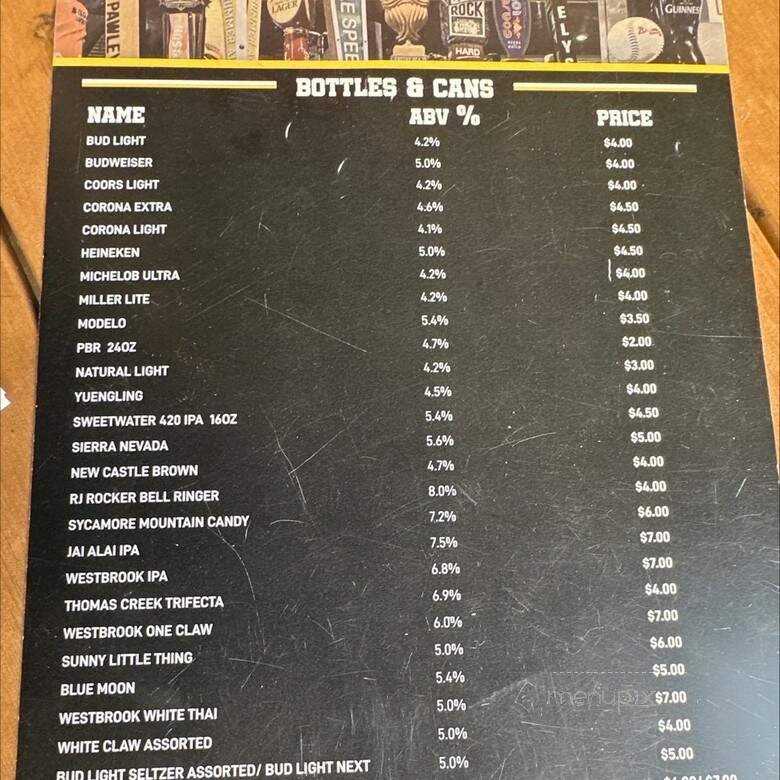 PAWLEY
LAGER
ROCK
HARD
ELYS
GUINNESS
BOTTLES & CANS
NAME ABV % PRICE
BUD LIGHT 4.2% $4.00
BUDWEISER 5.0% $4.00
COORS LIGHT 4.2% $4.00
CORONA EXTRA 4.6% $4.50
CORONA LIGHT 4.1% $4.50
HEINEKEN 5.0% $4.50
MICHELOB ULTRA 4.2% $4.00
MILLER LITE 4.2% $4.00
MODELO 5.4% $3.50
PBR 24OZ 4.7% $2.00
NATURAL LIGHT 4.2% $3.00
YUENGLING 4.5% $4.00
SWEETWATER 420 IPA 16OZ 5.4% $4.50
SIERRA NEVADA 5.6% $5.00
NEW CASTLE BROWN 4.7% $4.00
RJ ROCKER BELL RINGER 8.0% $4.00
SYCAMORE MOUNTAIN CANDY 7.2% $6.00
JAI ALAI IPA 7.5% $7.00
WESTBROOK IPA 6.8% $7.00
THOMAS CREEK TRIFECTA 6.9% $4.00
WESTBROOK ONE CLAW 6.0% $7.00
SUNNY LITTLE THING 5.0% $6.00
BLUE MOON 5.4% $5.00
WESTBROOK WHITE THAI 5.0% $7.00
WHITE CLAW ASSORTED 5.0% $4.00
BUD LIGHT SELTZER ASSORTED/ BUD LIGHT NEXT 5.0% $5.00
menupix